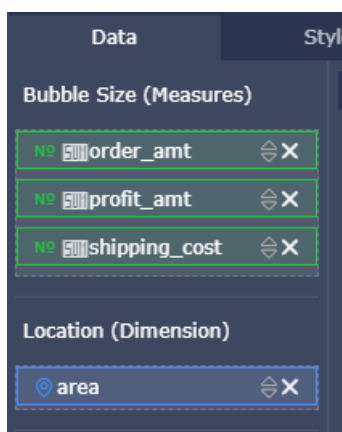 Data Styl
Bubble Size (Measures)
Nº SUM order_amt
Nº SUM profit_amt
Nº SUM shipping_cost
Location (Dimension)
area